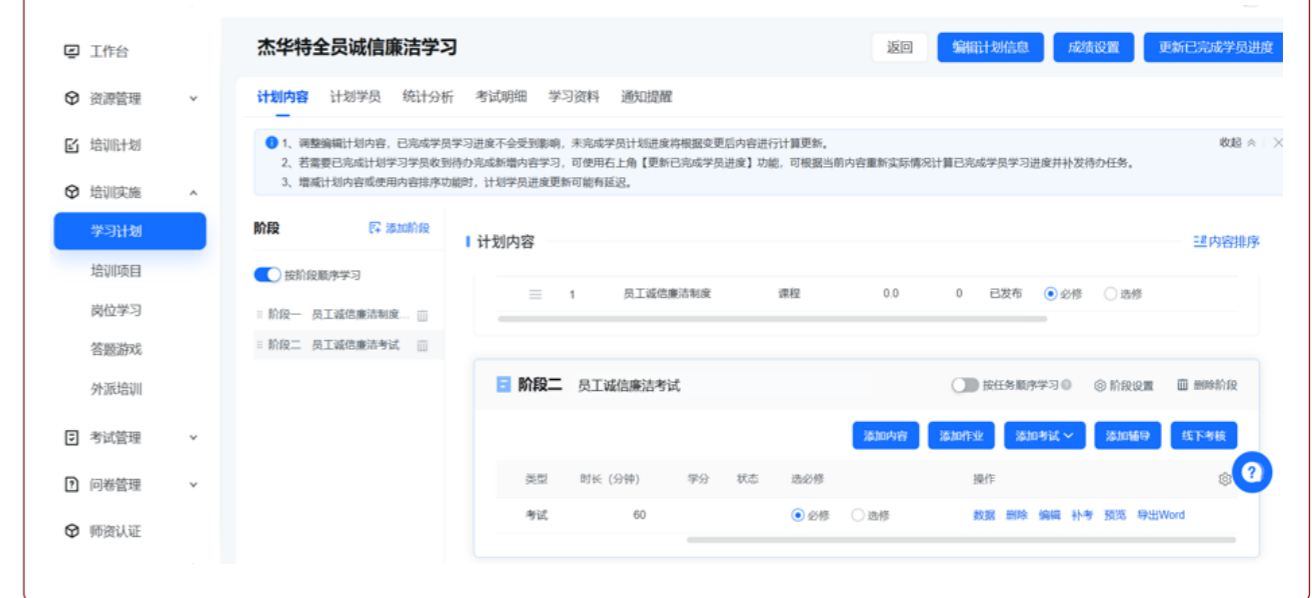 工作台
资源管理
培训计划
培训实施
学习计划
培训项目
岗位学习
答题游戏
外派培训
考试管理
问卷管理
师资认证
杰华特全员诚信廉洁学习
返回 编辑计划信息 成绩设置 更新已完成学员进度
计划内容 计划学员 统计分析 考试明细 学习资料 通知提醒
1、调整编辑计划内容，已完成学员学习进度不会受到影响，未完成学员计划进度将根据变更后内容进行计算更新。 收起
2、若需要已完成计划学习学员收到待办完成新增内容学习，可使用右上角【更新已完成学员进度】功能，可根据当前内容重新实际情况计算已完成学员学习进度并补发待办任务。
3、增减计划内容或使用内容排序功能时，计划学员进度更新可能有延迟。
阶段 添加阶段
按阶段顺序学习
阶段一 员工诚信廉洁制度...
阶段二 员工诚信廉洁考试
计划内容 内容排序
1 员工诚信廉洁制度 课程 0.0 0 已发布 必修 选修
阶段二 员工诚信廉洁考试 按任务顺序学习 阶段设置 删除阶段
添加内容 添加作业 添加考试 添加辅导 线下考核
类型 时长（分钟） 学分 状态 选必修 操作
考试 60 必修 选修 数据 删除 编辑 补考 预览 导出Word